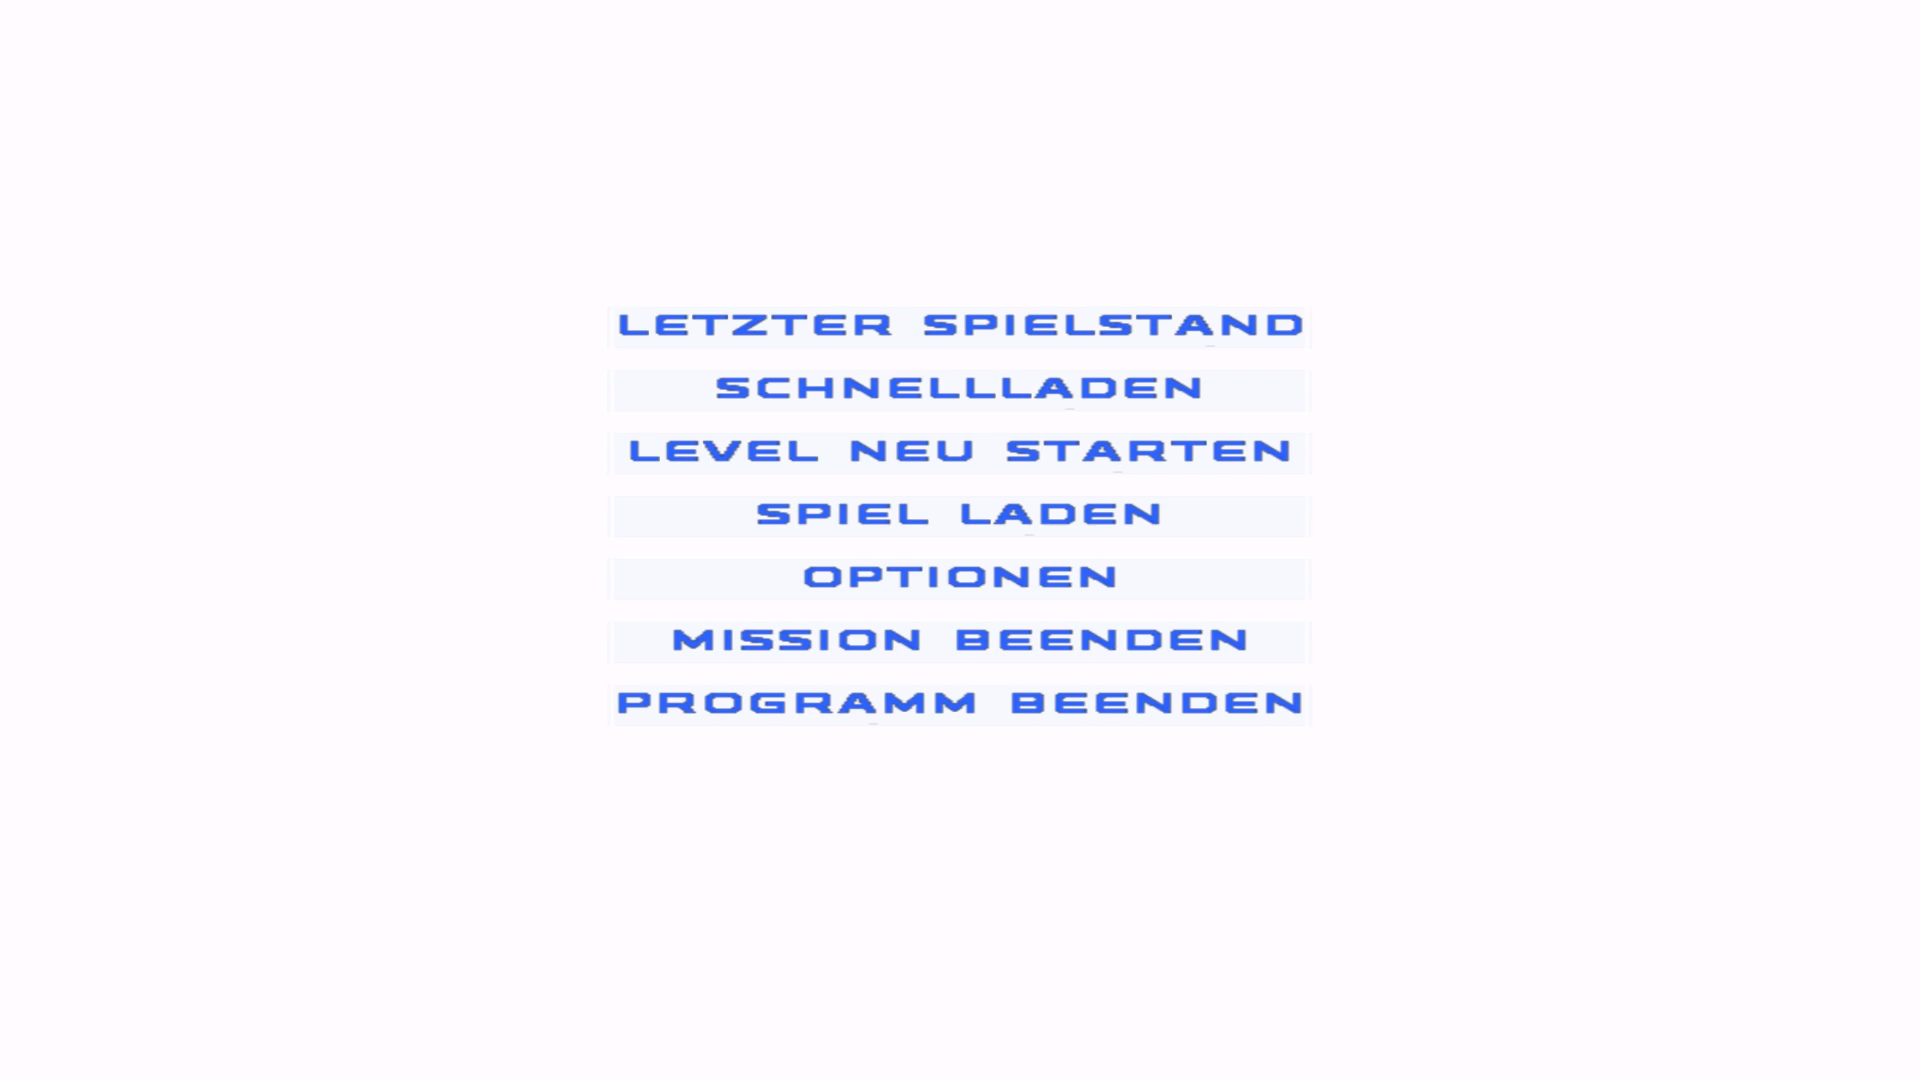 LETZTER SPIELSTAND
SCHNELLLADEN
LEVEL NEU STARTEN
SPIEL LADEN
OPTIONEN
MISSION BEENDEN
PROGRAMM BEENDEN